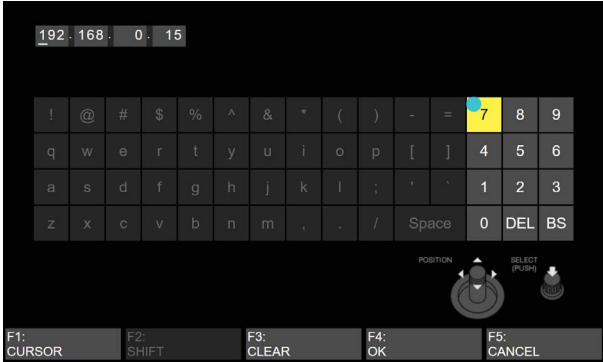 192 . 168 . 0 . 15
! @ # $ % ^ & * ( ) - = 7 8 9
q w e r t y u i o p [ ] 4 5 6
a s d f g h j k l ; ' ` 1 2 3
z x c v b n m , . / Space 0 DEL BS
POSITION SELECT
(PUSH)
F1: F2: F3: F4: F5:
CURSOR SHIFT CLEAR OK CANCEL